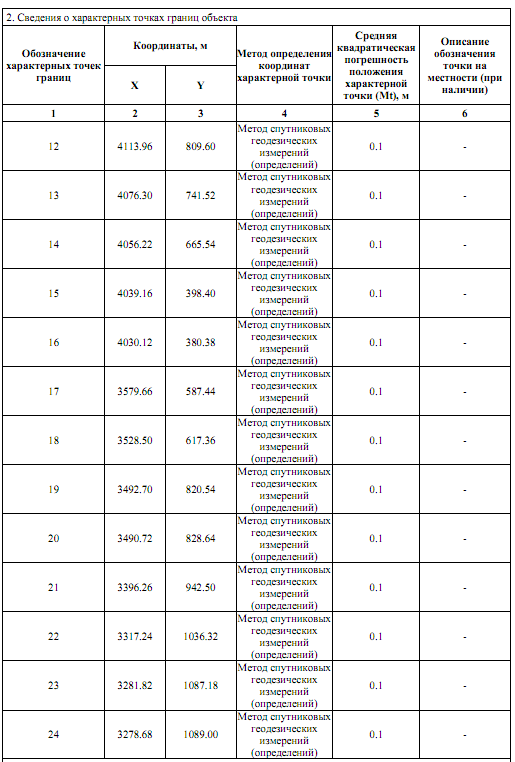 2. Сведения о характерных точках границ объекта
Обозначение
характерных точек
границ
Координаты, м
X
Y
Метод определения
координат
характерной точки
Средняя
квадратическая
погрешность
положения
характерной
точки (Mt), м
Описание
обозначения
точки на
местности (при
наличии)
1 2 3 4 5 6
12 4113.96 809.60 Метод спутниковых
геодезических
измерений
(определений) 0.1 -
13 4076.30 741.52 Метод спутниковых
геодезических
измерений
(определений) 0.1 -
14 4056.22 665.54 Метод спутниковых
геодезических
измерений
(определений) 0.1 -
15 4039.16 398.40 Метод спутниковых
геодезических
измерений
(определений) 0.1 -
16 4030.12 380.38 Метод спутниковых
геодезических
измерений
(определений) 0.1 -
17 3579.66 587.44 Метод спутниковых
геодезических
измерений
(определений) 0.1 -
18 3528.50 617.36 Метод спутниковых
геодезических
измерений
(определений) 0.1 -
19 3492.70 820.54 Метод спутниковых
геодезических
измерений
(определений) 0.1 -
20 3490.72 828.64 Метод спутниковых
геодезических
измерений
(определений) 0.1 -
21 3396.26 942.50 Метод спутниковых
геодезических
измерений
(определений) 0.1 -
22 3317.24 1036.32 Метод спутниковых
геодезических
измерений
(определений) 0.1 -
23 3281.82 1087.18 Метод спутниковых
геодезических
измерений
(определений) 0.1 -
24 3278.68 1089.00 Метод спутниковых
геодезических
измерений
(определений) 0.1 -